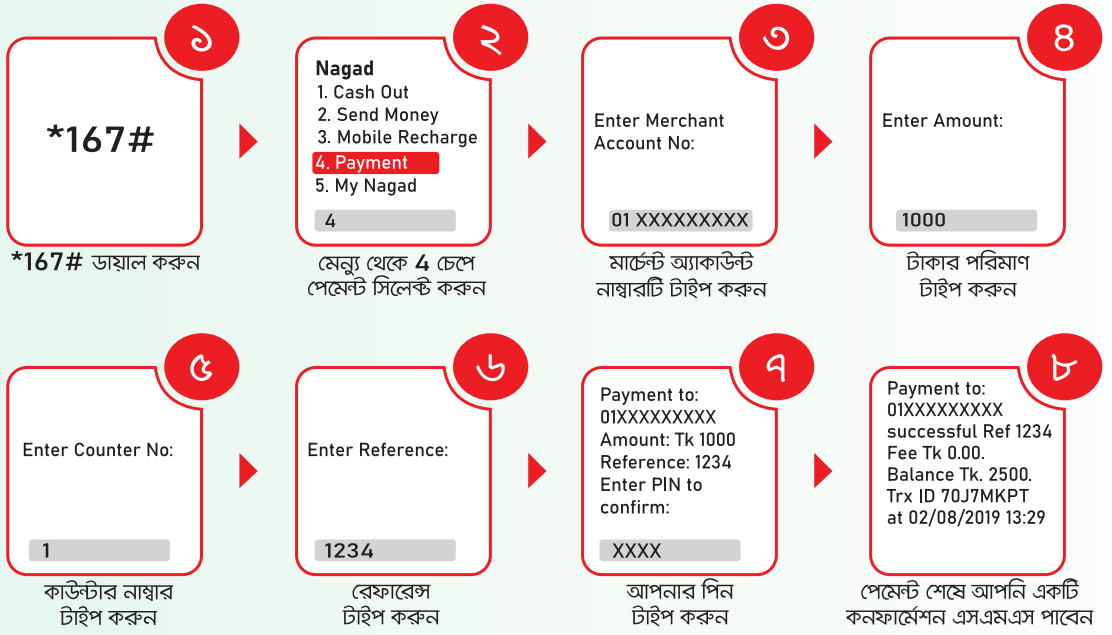 ১
*167#
*167# ডায়াল করুন
২
Nagad
1. Cash Out
2. Send Money
3. Mobile Recharge
4. Payment
5. My Nagad
4
মেন্যু থেকে 4 চেপে
পেমেন্ট সিলেক্ট করুন
৩
Enter Merchant
Account No:
01 XXXXXXXXX
মার্চেন্ট অ্যাকাউন্ট
নাম্বারটি টাইপ করুন
৪
Enter Amount:
1000
টাকার পরিমাণ
টাইপ করুন
৫
Enter Counter No:
1
কাউন্টার নাম্বার
টাইপ করুন
৬
Enter Reference:
1234
রেফারেন্স
টাইপ করুন
৭
Payment to:
01XXXXXXXXX
Amount: Tk 1000
Reference: 1234
Enter PIN to
confirm:
XXXX
আপনার পিন
টাইপ করুন
৮
Payment to:
01XXXXXXXXX
successful Ref 1234
Fee Tk 0.00.
Balance Tk. 2500.
Trx ID 70J7MKPT
at 02/08/2019 13:29
পেমেন্ট শেষে আপনি একটি
কনফার্মেশন এসএমএস পাবেন